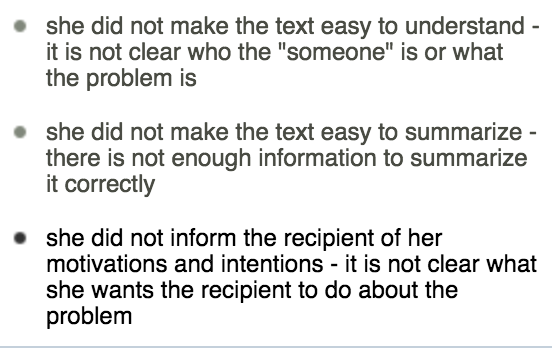 she did not make the text easy to understand -
it is not clear who the "someone" is or what
the problem is
she did not make the text easy to summarize -
there is not enough information to summarize
it correctly
she did not inform the recipient of her
motivations and intentions - it is not clear what
she wants the recipient to do about the
problem